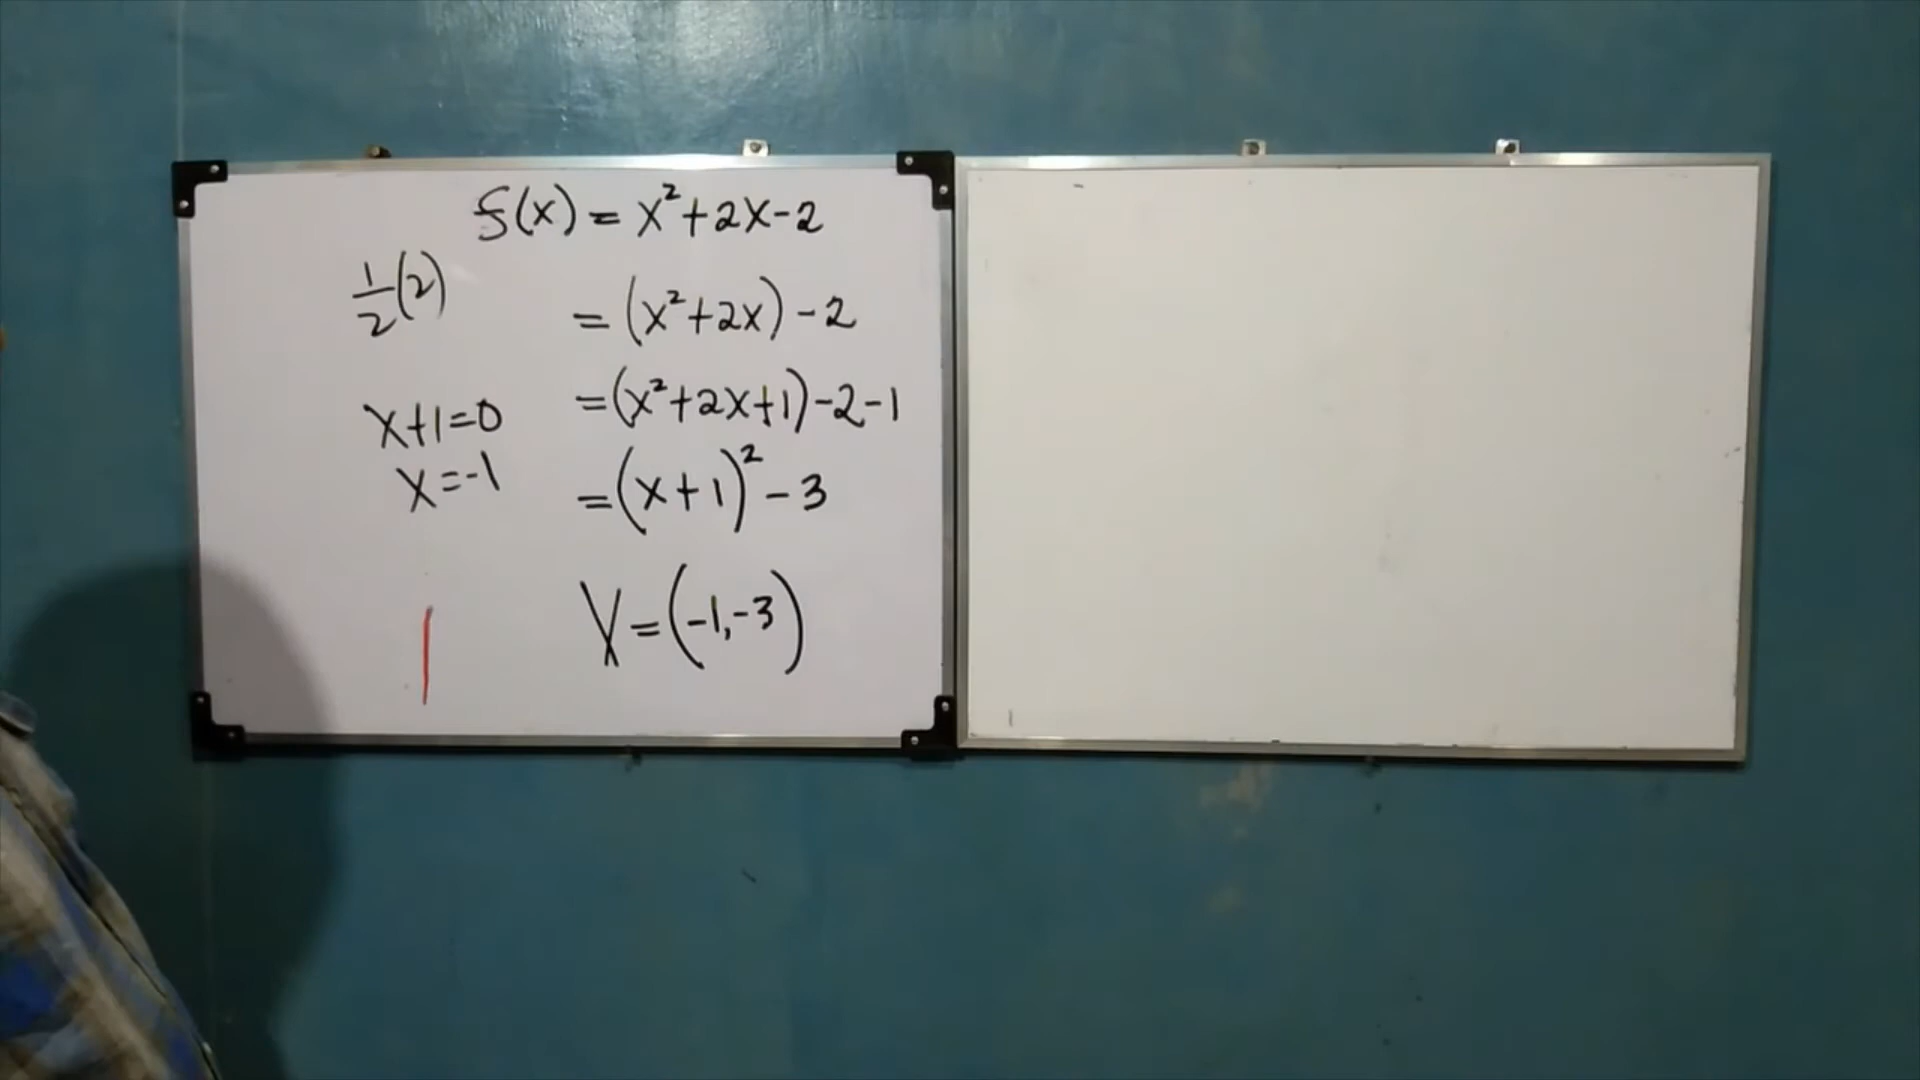 f(x) = x²+2x-2
1/2(2)
= (x²+2x)-2
x+1=0
=(x²+2x+1)-2-1
x=-1
=(x+1)²-3
V=(-1,-3)